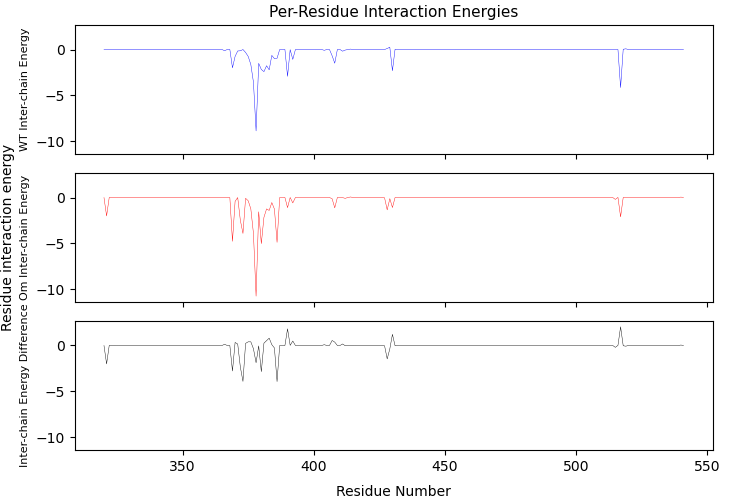 Per-Residue Interaction Energies
Residue interaction energy
WT Inter-chain Energy
0
−5
−10
Om Inter-chain Energy
0
−5
−10
Inter-chain Energy Difference
0
−5
−10
350
400
450
500
550
Residue Number